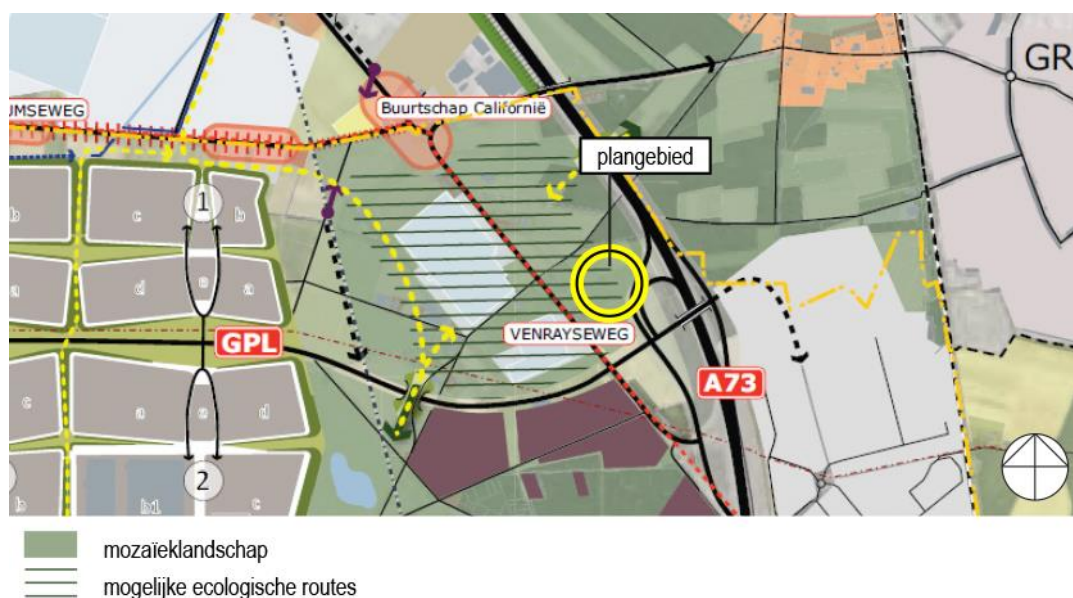 GR
UMSEWEG
Buurtschap Californië
plangebied
1
c
b
b
d
e
a
a
VENRAYSEWEG
GPL
A73
c
a
e
d
2
b
b1
c
mozaïeklandschap
mogelijke ecologische routes